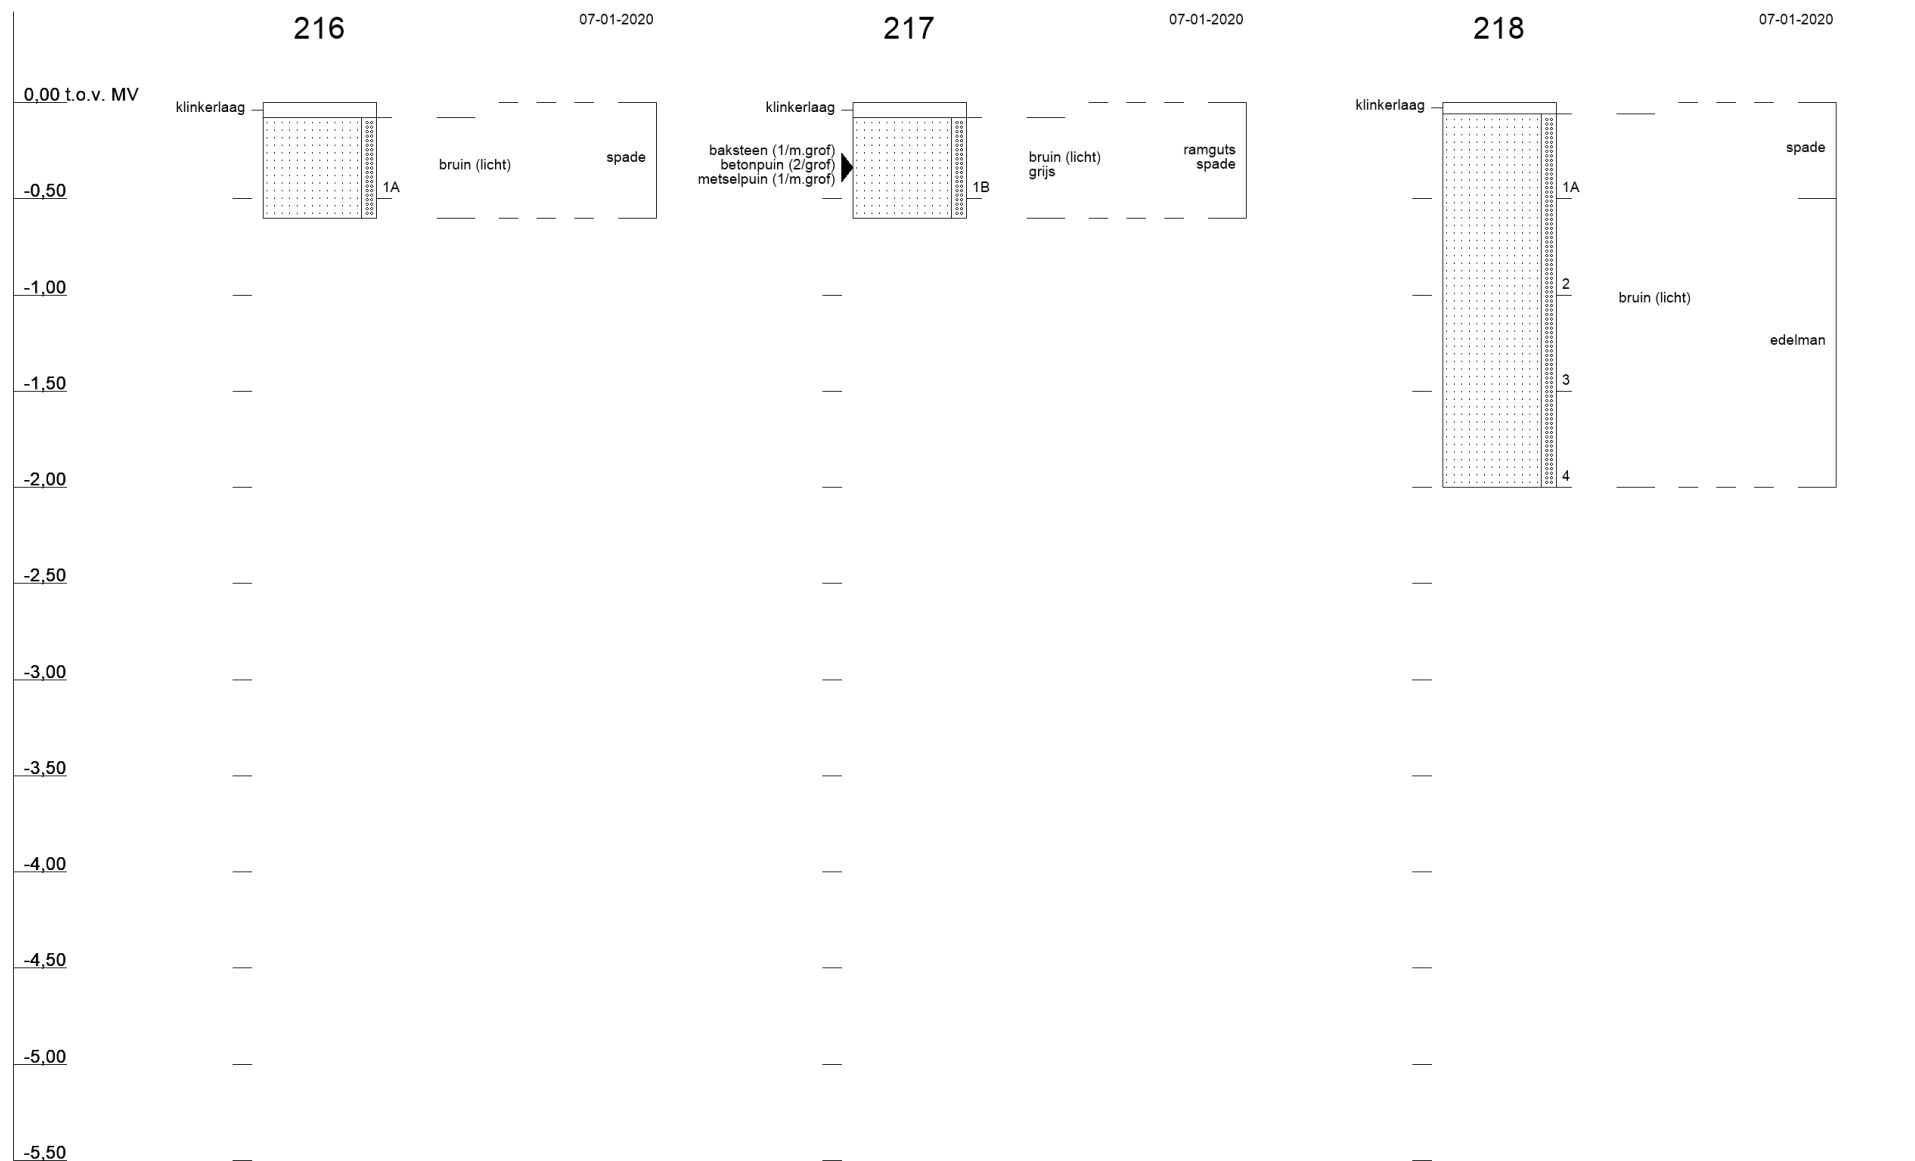 216
07-01-2020
217
07-01-2020
218
07-01-2020
0,00 t.o.v. MV
-0,50
-1,00
-1,50
-2,00
-2,50
-3,00
-3,50
-4,00
-4,50
-5,00
-5,50
klinkerlaag
1A
bruin (licht)
spade
klinkerlaag
baksteen (1/m.grof)
betonpuin (2/grof)
metselpuin (1/m.grof)
1B
bruin (licht)
grijs
ramguts
spade
klinkerlaag
1A
2
3
4
bruin (licht)
spade
edelman